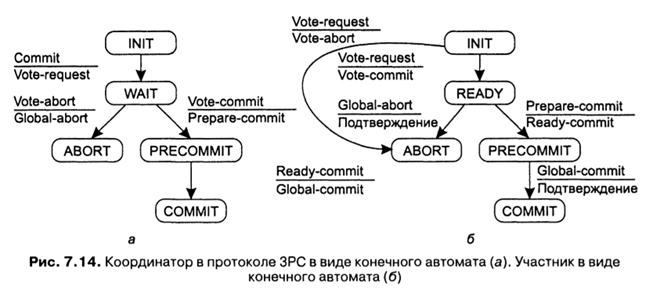 INIT
Commit
Vote-request
WAIT
Vote-abort
Global-abort
Vote-commit
Prepare-commit
ABORT
PRECOMMIT
Ready-commit
Global-commit
COMMIT
а
Vote-request
Vote-abort
INIT
Vote-request
Vote-commit
READY
Global-abort
Подтверждение
Prepare-commit
Ready-commit
ABORT
PRECOMMIT
Global-commit
Подтверждение
COMMIT
б
Рис. 7.14. Координатор в протоколе 3PC в виде конечного автомата (а). Участник в виде
конечного автомата (б)